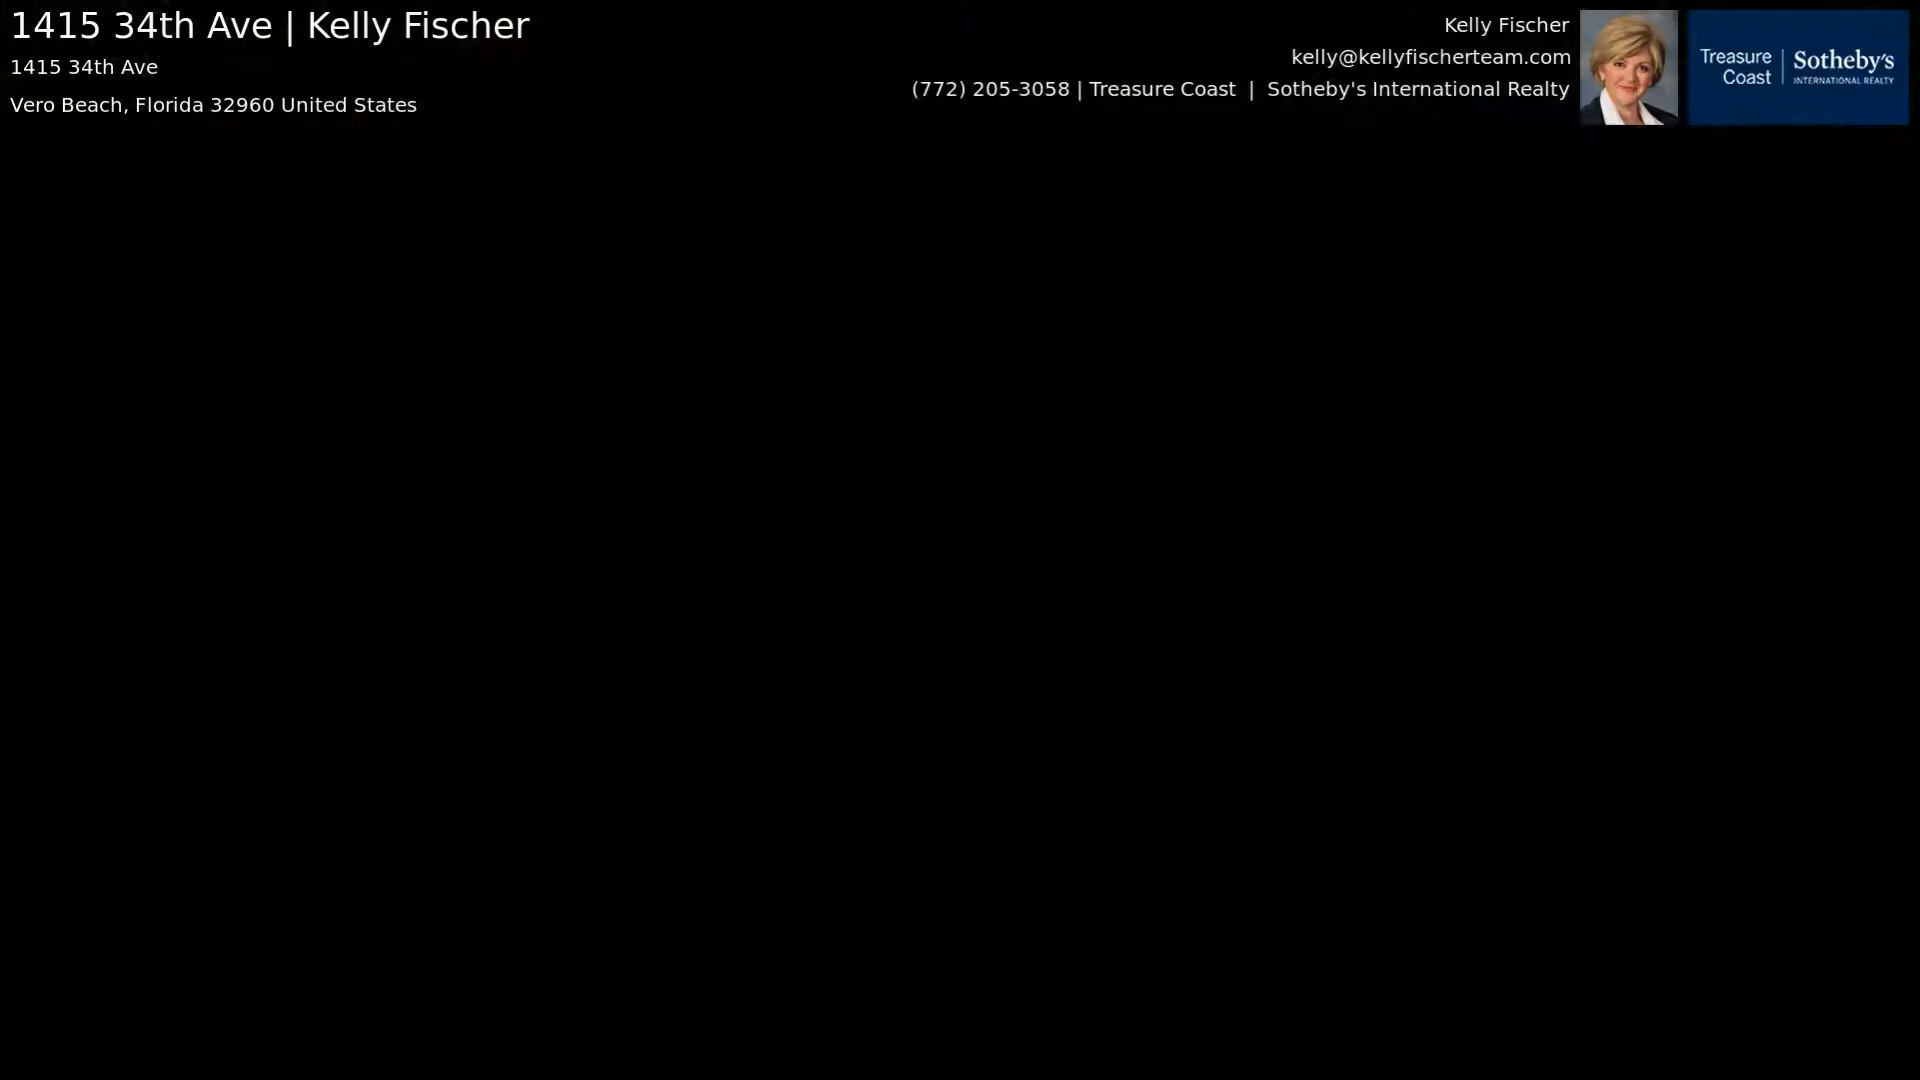 1415 34th Ave | Kelly Fischer
1415 34th Ave
Vero Beach, Florida 32960 United States
Kelly Fischer
kelly@kellyfischerteam.com
(772) 205-3058 | Treasure Coast | Sotheby's International Realty
Treasure Coast | Sotheby's
INTERNATIONAL REALTY